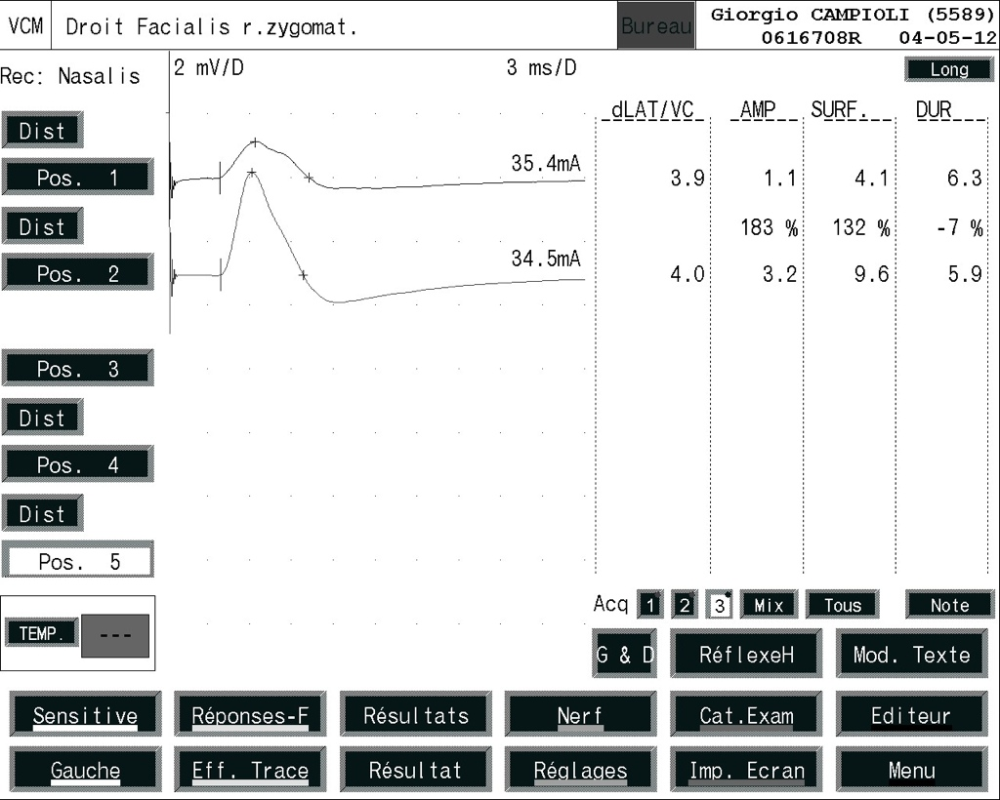 VCM Droit Facialis r.zygomat. Bureau Giorgio CAMPIOLI (5589)
0616708R 04-05-12
Rec: Nasalis 2 mV/D 3 ms/D Long
dLAT/VC AMP SURF. DUR
Dist
Pos. 1 35.4mA 3.9 1.1 4.1 6.3
Dist 183 % 132 % -7 %
Pos. 2 34.5mA 4.0 3.2 9.6 5.9
Pos. 3
Dist
Pos. 4
Dist
Pos. 5
Acq 1 2 3 Mix Tous Note
TEMP. ---
G & D RéflexeH Mod. Texte
Sensitive Réponses-F Résultats Nerf Cat.Exam Editeur
Gauche Eff. Trace Résultat Réglages Imp. Ecran Menu